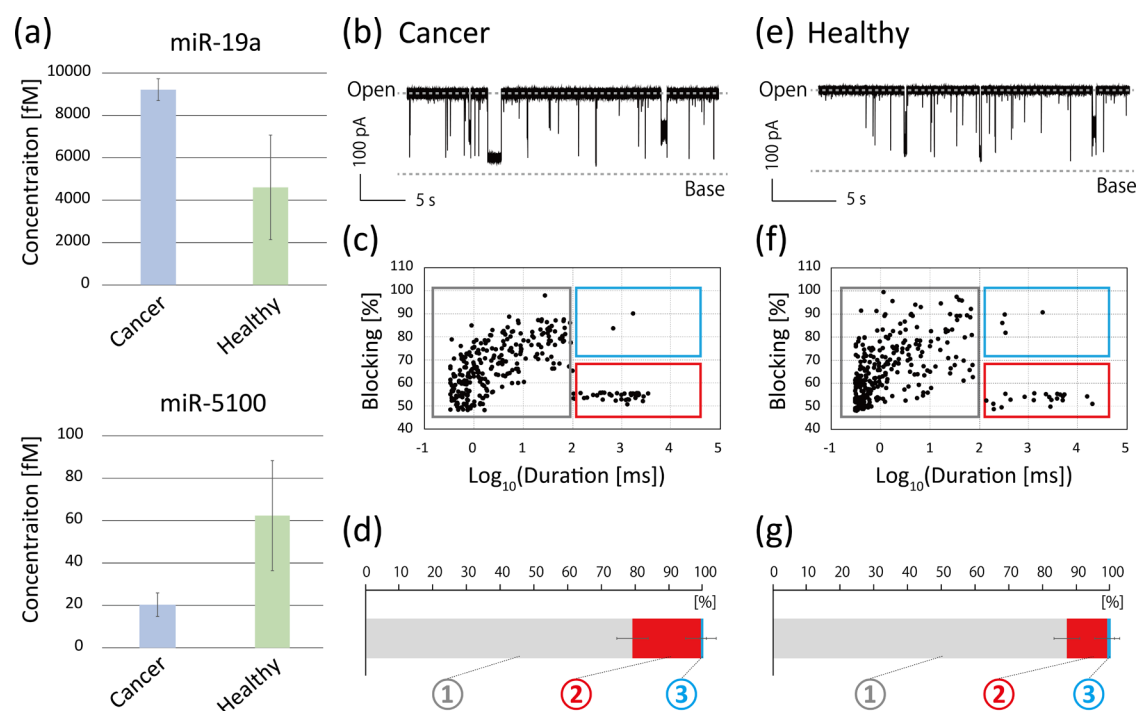 (a)
miR-19a
Concentraiton [fM]
10000
8000
6000
4000
2000
0
Cancer
Healthy
miR-5100
Concentraiton [fM]
100
80
60
40
20
0
Cancer
Healthy
(b) Cancer
Open
100 pA
5 s
Base
(c)
Blocking [%]
110
100
90
80
70
60
50
40
-1 0 1 2 3 4 5
Log10(Duration [ms])
(d)
0 10 20 30 40 50 60 70 80 90 100
[%]
1 2 3
(e) Healthy
Open
100 pA
5 s
Base
(f)
Blocking [%]
110
100
90
80
70
60
50
40
-1 0 1 2 3 4 5
Log10(Duration [ms])
(g)
0 10 20 30 40 50 60 70 80 90 100
[%]
1 2 3